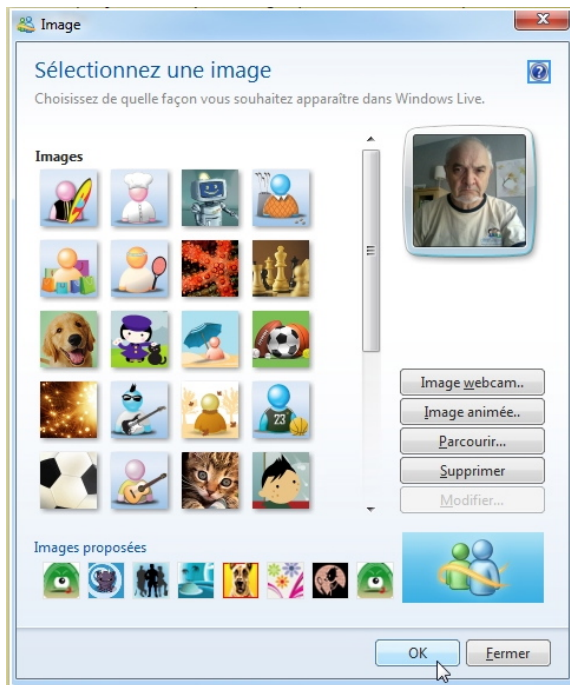 Image
Sélectionnez une image
Choisissez de quelle façon vous souhaitez apparaître dans Windows Live.
Images
23
Image webcam..
Image animée..
Parcourir...
Supprimer
Modifier...
Images proposées
OK
Fermer